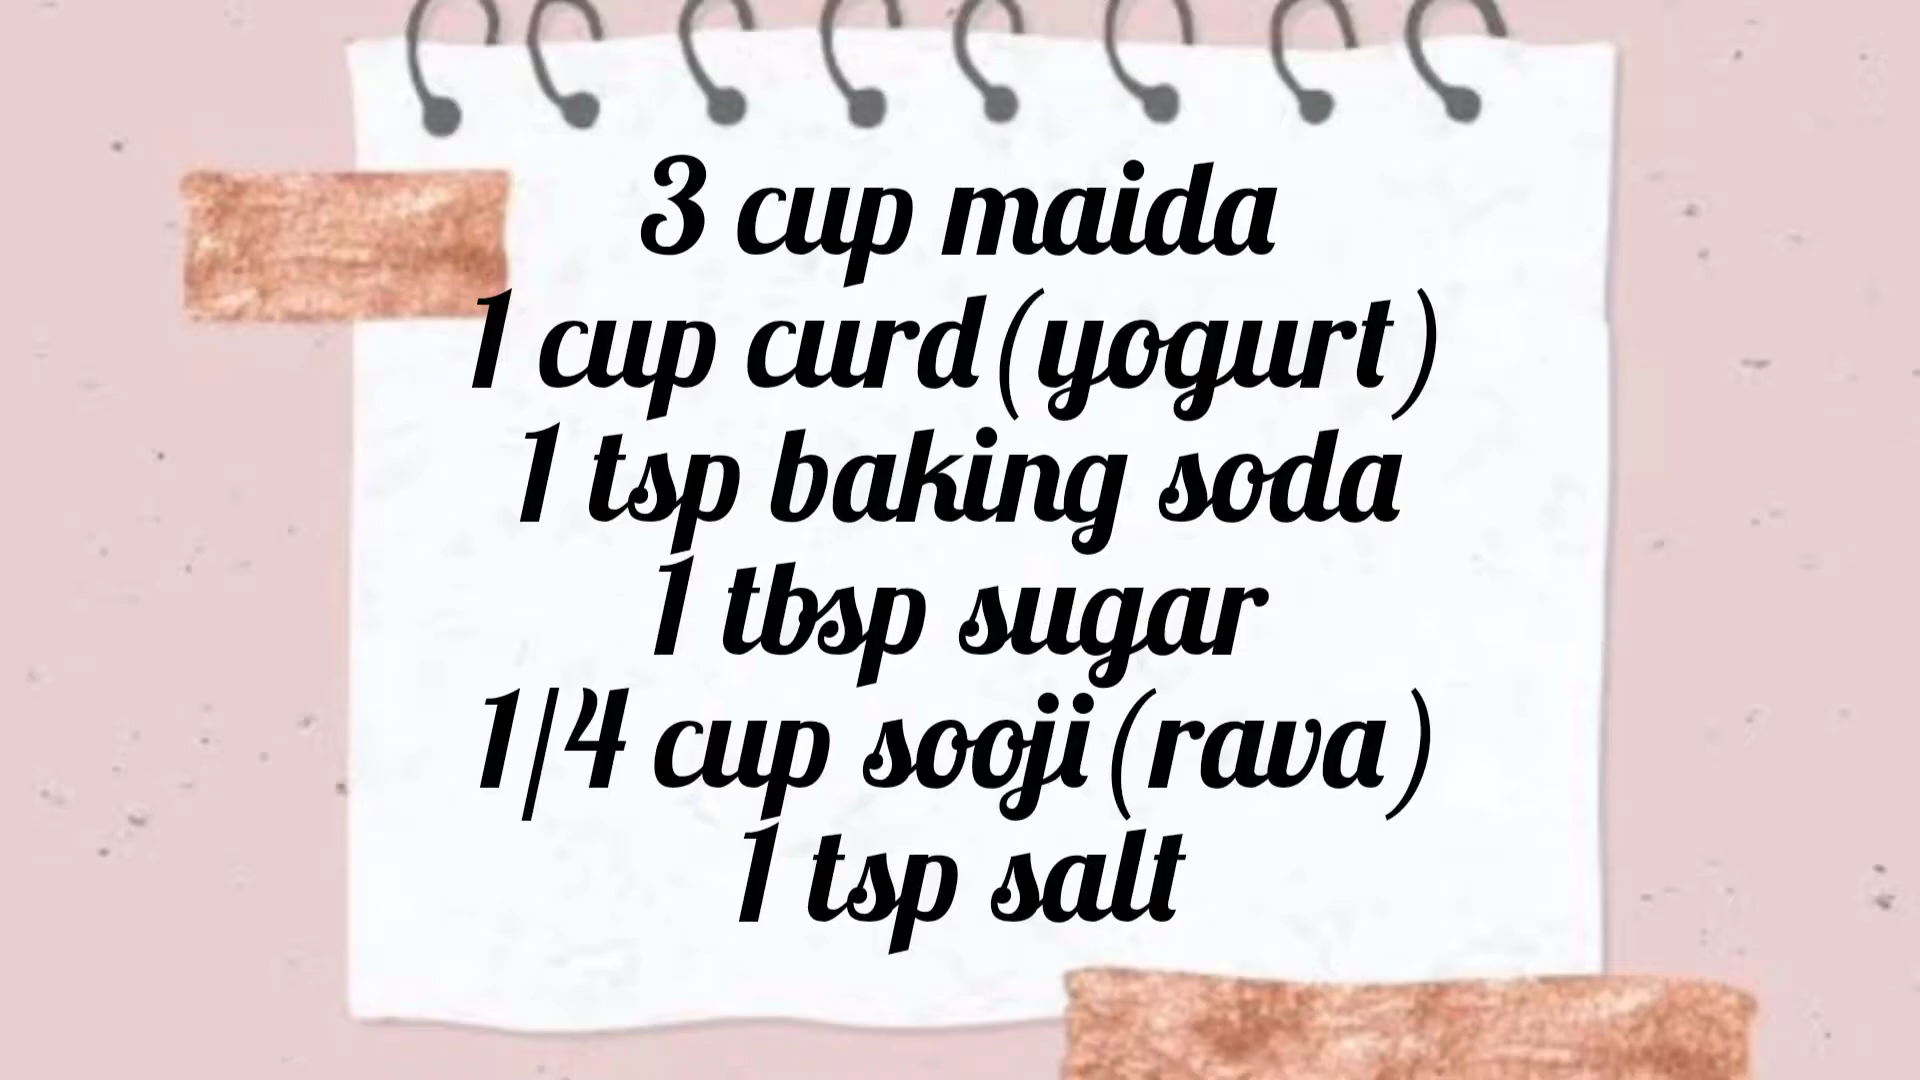 3 cup maida
1 cup curd(yogurt)
1 tsp baking soda
1 tbsp sugar
1/4 cup sooji(rava)
1 tsp salt